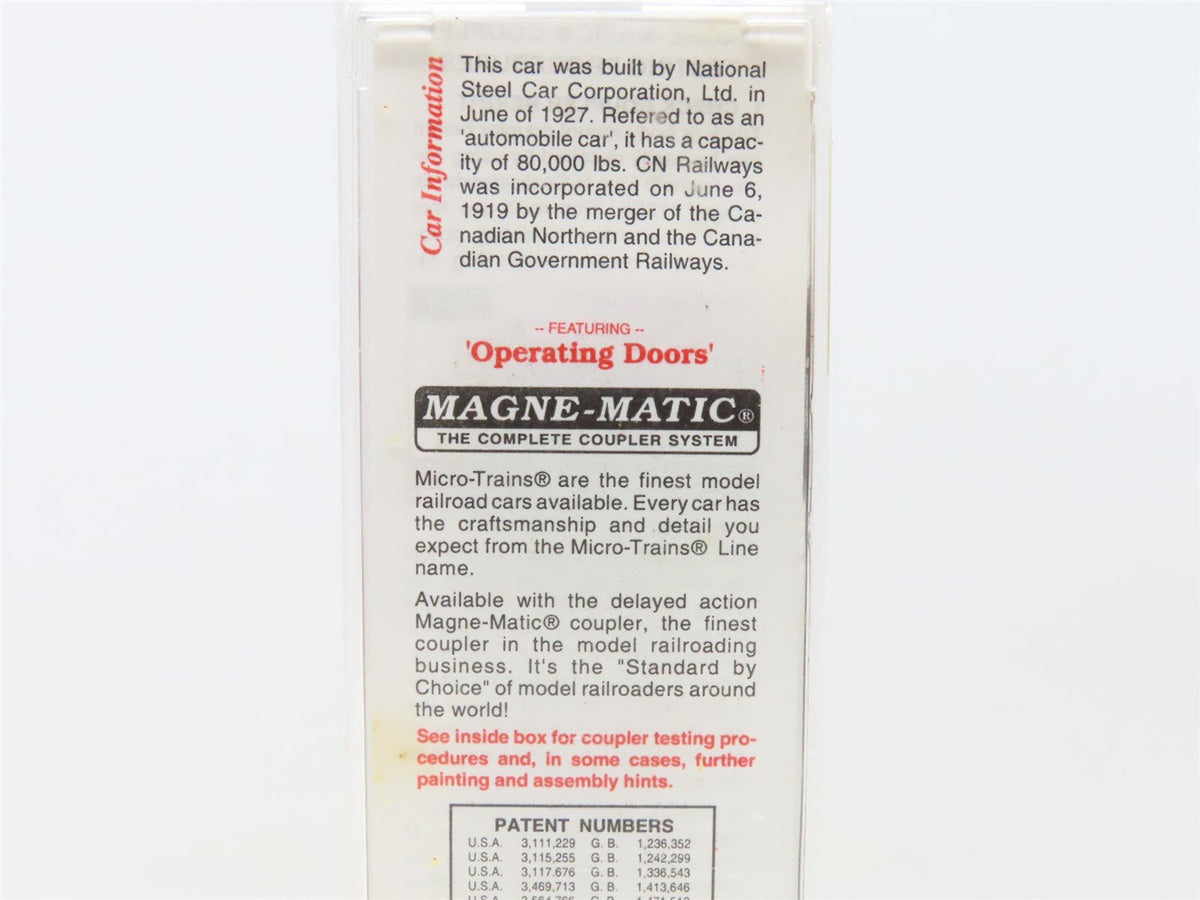 Car Information
This car was built by National
Steel Car Corporation, Ltd. in
June of 1927. Refered to as an
'automobile car', it has a capac-
ity of 80,000 lbs. CN Railways
was incorporated on June 6,
1919 by the merger of the Ca-
nadian Northern and the Cana-
dian Government Railways.
-- FEATURING --
'Operating Doors'
MAGNE-MATIC®
THE COMPLETE COUPLER SYSTEM
Micro-Trains® are the finest model
railroad cars available. Every car has
the craftsmanship and detail you
expect from the Micro-Trains® Line
name.
Available with the delayed action
Magne-Matic® coupler, the finest
coupler in the model railroading
business. It's the "Standard by
Choice" of model railroaders around
the world!
See inside box for coupler testing pro-
cedures and, in some cases, further
painting and assembly hints.
PATENT NUMBERS
U.S.A. 3,111,229 G. B. 1,236,352
U.S.A. 3,115,255 G. B. 1,242,299
U.S.A. 3,117.676 G. B. 1,336,543
U.S.A. 3,469,713 G. B. 1,413,646